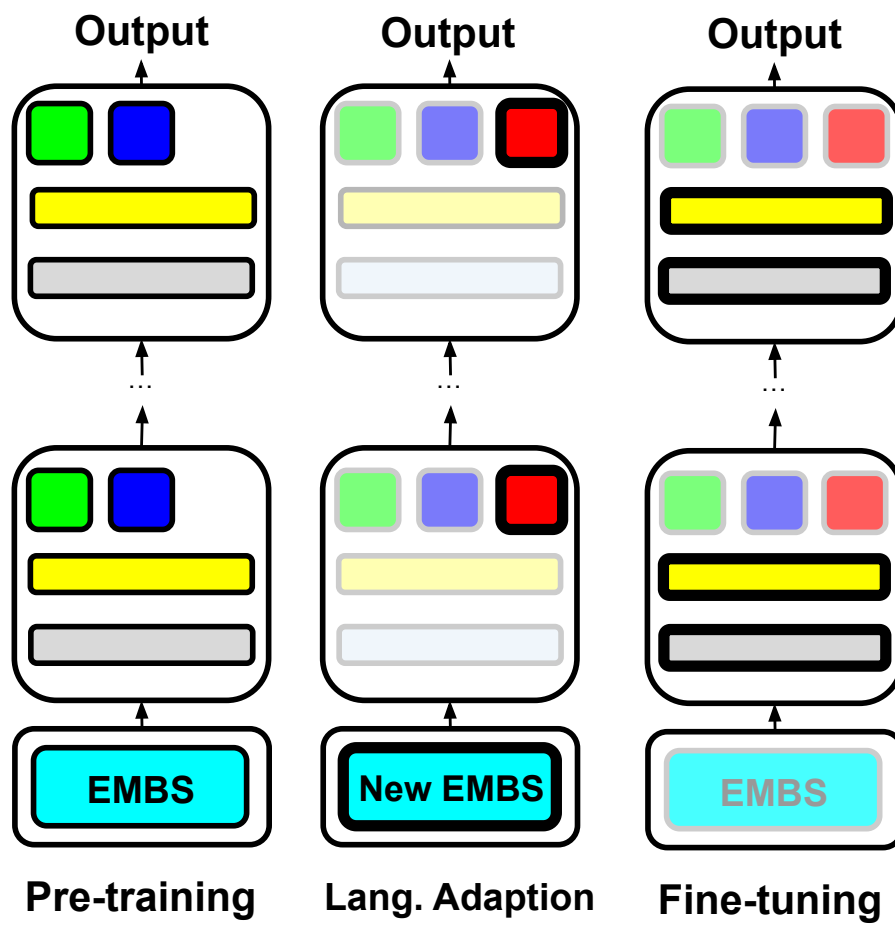 Output
Output
Output
...
...
...
EMBS
New EMBS
EMBS
Pre-training
Lang. Adaption
Fine-tuning